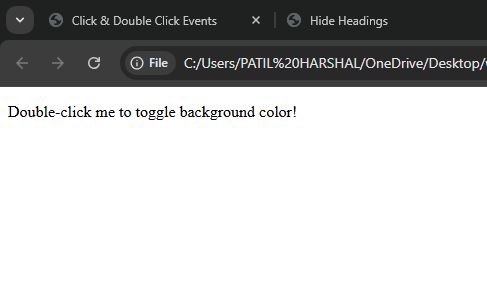 Click & Double Click Events
Hide Headings
File
C:/Users/PATIL%20HARSHAL/OneDrive/Desktop/
Double-click me to toggle background color!